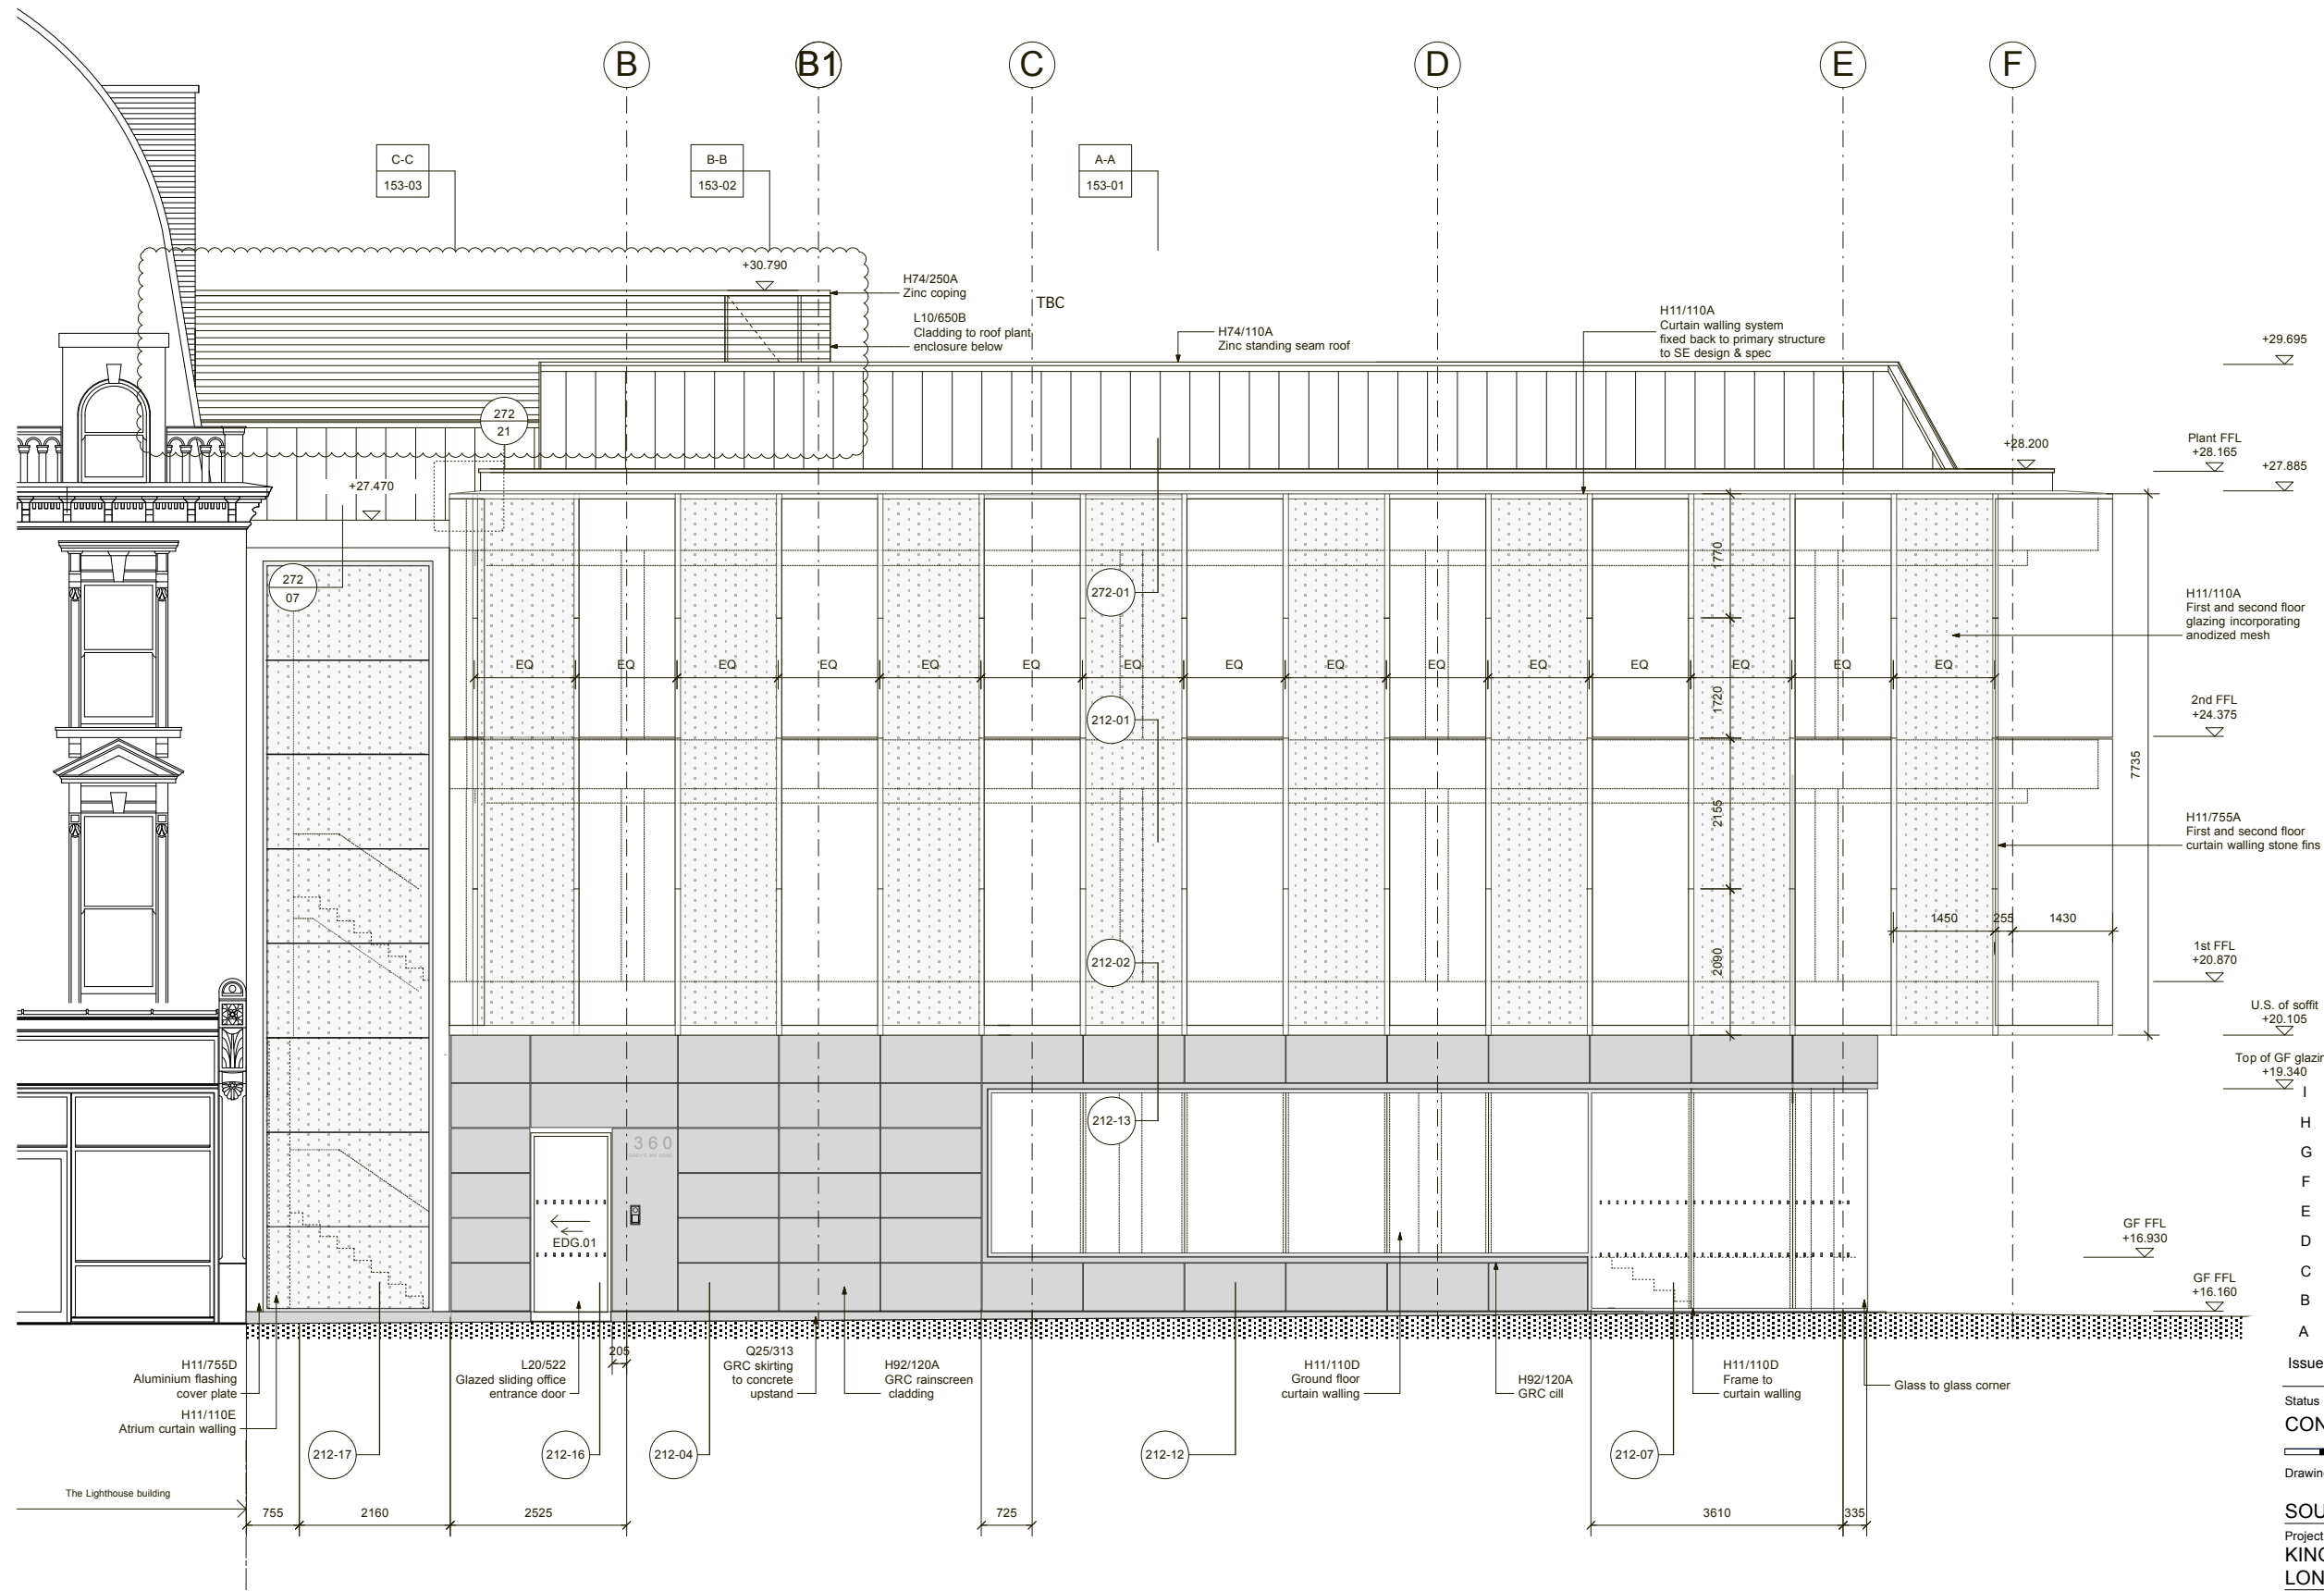 B
B1
C
D
E
F
C-C
153-03
B-B
153-02
A-A
153-01
+30.790
H74/250A
Zinc coping
TBC
L10/650B
Cladding to roof plant
enclosure below
H74/110A
Zinc standing seam roof
H11/110A
Curtain walling system
fixed back to primary structure
to SE design & spec
+29.695
272
21
+28.200
Plant FFL
+28.165
+27.885
+27.470
272
07
272-01
1770
H11/110A
First and second floor
glazing incorporating
anodized mesh
EQ EQ EQ EQ EQ EQ EQ EQ EQ EQ EQ EQ EQ EQ EQ
212-01
1720
2nd FFL
+24.375
7735
2155
H11/755A
First and second floor
curtain walling stone fins
1450 255 1430
212-02
2090
1st FFL
+20.870
U.S. of soffit
+20.105
Top of GF glazin
+19.340
I
H
G
F
E
D
C
B
A
212-13
360
EDG.01
GF FFL
+16.930
GF FFL
+16.160
205
H11/755D
Aluminium flashing
cover plate
H11/110E
Atrium curtain walling
L20/522
Glazed sliding office
entrance door
Q25/313
GRC skirting
to concrete
upstand
H92/120A
GRC rainscreen
cladding
H11/110D
Ground floor
curtain walling
H92/120A
GRC cill
H11/110D
Frame to
curtain walling
Glass to glass corner
Issue
Status
CON
212-17
212-16
212-04
212-12
212-07
Drawin
The Lighthouse building
755 2160 2525 725 3610 335
SOU
Project
KING
LON